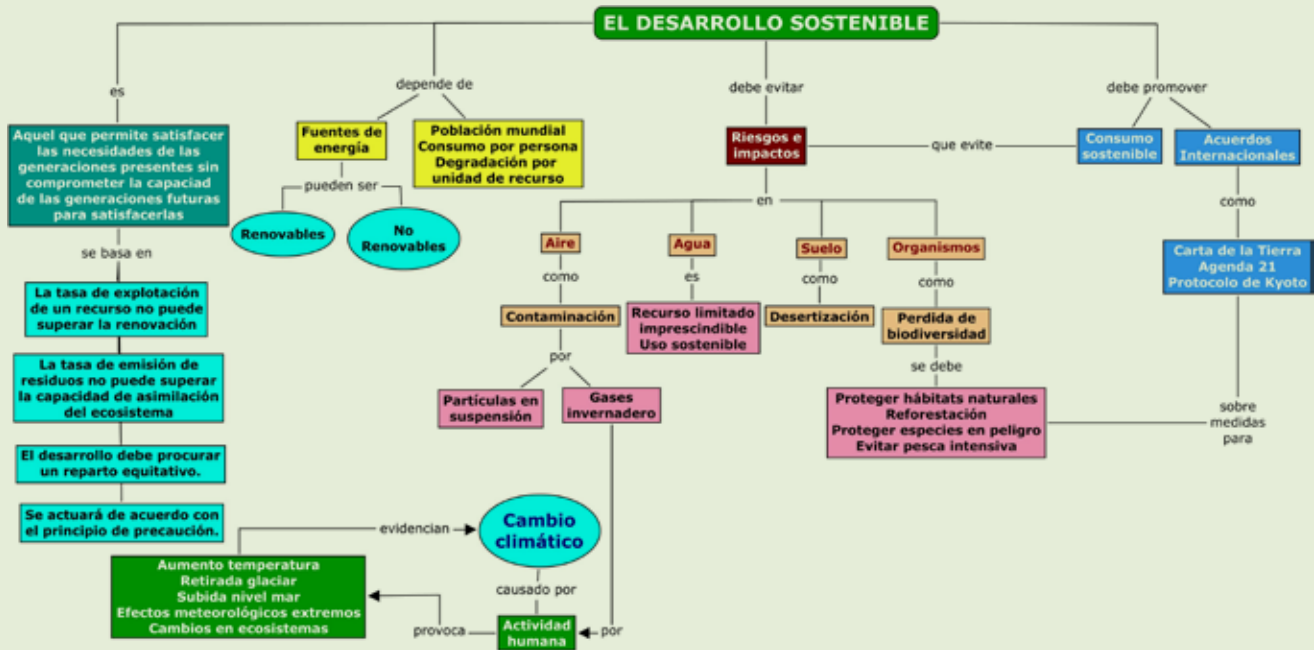 EL DESARROLLO SOSTENIBLE
es
Aquel que permite satisfacer
las necesidades de las
generaciones presentes sin
comprometer la capaciad
de las generaciones futuras
para satisfacerlas
se basa en
La tasa de explotación
de un recurso no puede
superar la renovación
La tasa de emisión de
residuos no puede superar
la capacidad de asimilación
del ecosistema
El desarrollo debe procurar
un reparto equitativo.
Se actuará de acuerdo con
el principio de precaución.
depende de
Fuentes de
energía
pueden ser
Renovables
No
Renovables
Población mundial
Consumo por persona
Degradación por
unidad de recurso
debe evitar
Riesgos e
impactos
en
Aire
como
Contaminación
por
Partículas en
suspensión
Gases
invernadero
por
Actividad
humana
provoca
Aumento temperatura
Retirada glaciar
Subida nivel mar
Efectos meteorológicos extremos
Cambios en ecosistemas
evidencian
Cambio
climático
causado por
Agua
es
Recurso limitado
imprescindible
Uso sostenible
Suelo
como
Desertización
Organismos
como
Perdida de
biodiversidad
se debe
Proteger hábitats naturales
Reforestación
Proteger especies en peligro
Evitar pesca intensiva
debe promover
Consumo
sostenible
que evite
Acuerdos
Internacionales
como
Carta de la Tierra
Agenda 21
Protocolo de Kyoto
sobre
medidas
para